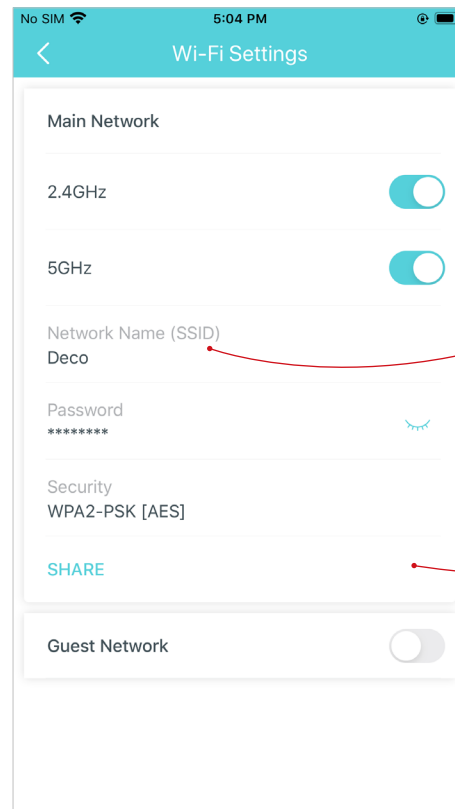 No SIM 5:04 PM
Wi-Fi Settings
Main Network
2.4GHz
5GHz
Network Name (SSID)
Deco
Password
********
Security
WPA2-PSK [AES]
SHARE
Guest Network